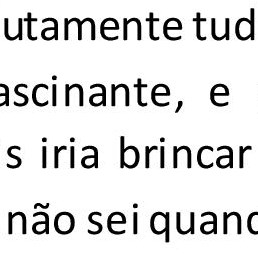 utamente tud
ascinante, e
s iria brincar
não sei quand